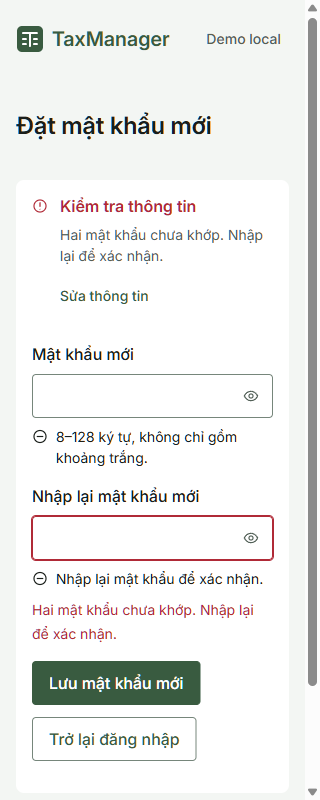 TaxManager
Demo local
Đặt mật khẩu mới
Kiểm tra thông tin
Hai mật khẩu chưa khớp. Nhập
lại để xác nhận.
Sửa thông tin
Mật khẩu mới
8–128 ký tự, không chỉ gồm
khoảng trắng.
Nhập lại mật khẩu mới
Nhập lại mật khẩu để xác nhận.
Hai mật khẩu chưa khớp. Nhập lại
để xác nhận.
Lưu mật khẩu mới
Trở lại đăng nhập